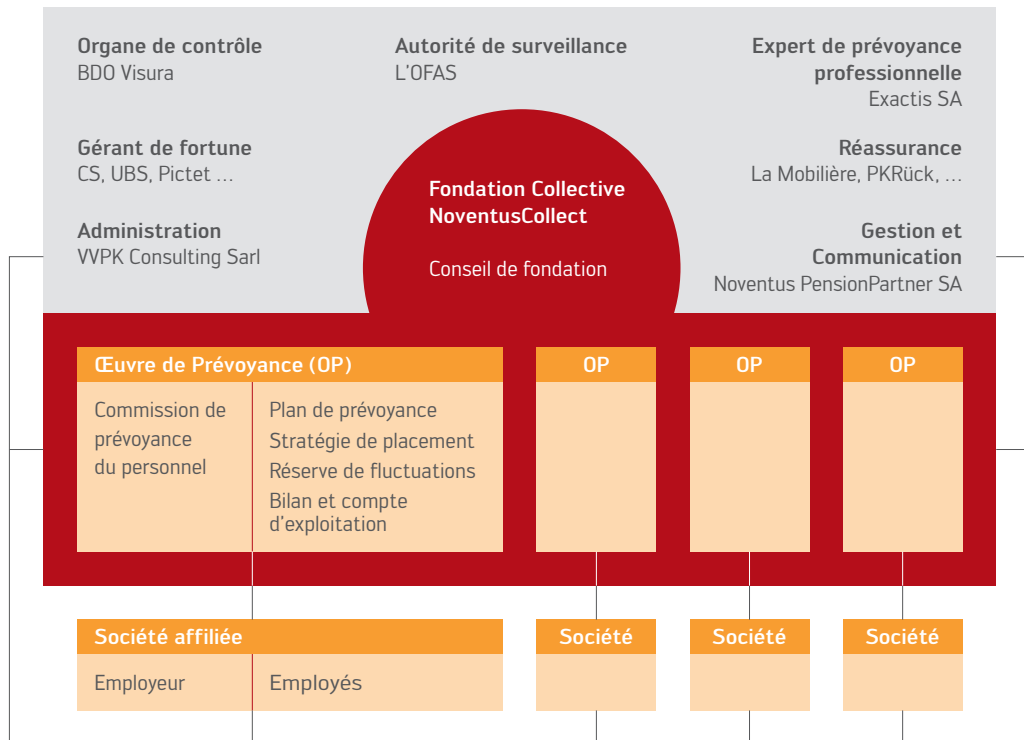 Organe de contrôle
BDO Visura
Autorité de surveillance
L'OFAS
Expert de prévoyance
professionnelle
Exactis SA
Gérant de fortune
CS, UBS, Pictet ...
Réassurance
La Mobilière, PKRück, ...
Fondation Collective
NoventusCollect
Conseil de fondation
Administration
VVPK Consulting Sarl
Gestion et
Communication
Noventus PensionPartner SA
Œuvre de Prévoyance (OP)
Commission de
prévoyance
du personnel
Plan de prévoyance
Stratégie de placement
Réserve de fluctuations
Bilan et compte
d'exploitation
OP
OP
OP
Société affiliée
Employeur
Employés
Société
Société
Société